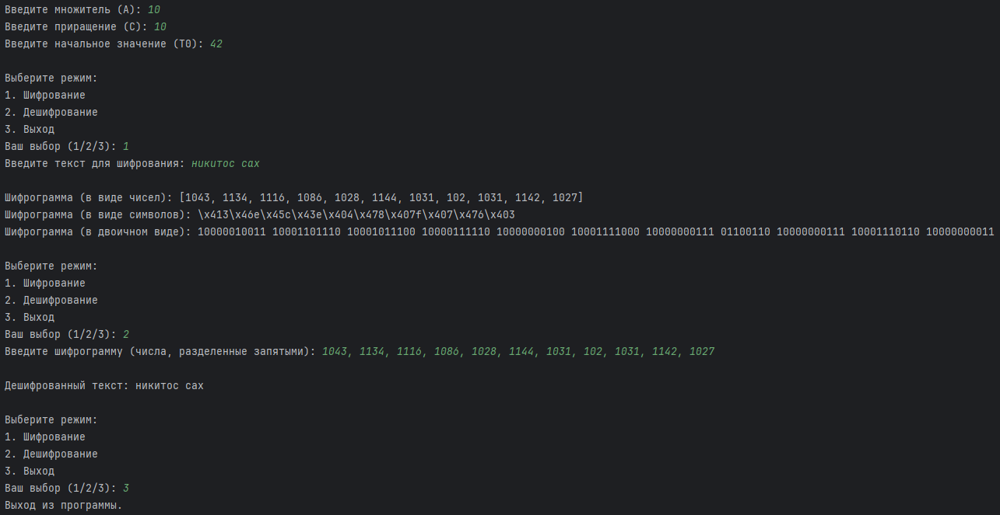 Введите множитель (A): 10
Введите приращение (C): 10
Введите начальное значение (T0): 42
Выберите режим:
1. Шифрование
2. Дешифрование
3. Выход
Ваш выбор (1/2/3): 1
Введите текст для шифрования: никитос сах
Шифрограмма (в виде чисел): [1043, 1134, 1116, 1086, 1028, 1144, 1031, 102, 1031, 1142, 1027]
Шифрограмма (в виде символов): \x413\x46e\x45c\x43e\x404\x478\x407f\x407\x476\x403
Шифрограмма (в двоичном виде): 10000010011 10001101110 10001011100 10000111110 10000000100 10001111000 10000000111 01100110 10000000111 10001110110 10000000011
Выберите режим:
1. Шифрование
2. Дешифрование
3. Выход
Ваш выбор (1/2/3): 2
Введите шифрограмму (числа, разделенные запятыми): 1043, 1134, 1116, 1086, 1028, 1144, 1031, 102, 1031, 1142, 1027
Дешифрованный текст: никитос сах
Выберите режим:
1. Шифрование
2. Дешифрование
3. Выход
Ваш выбор (1/2/3): 3
Выход из программы.